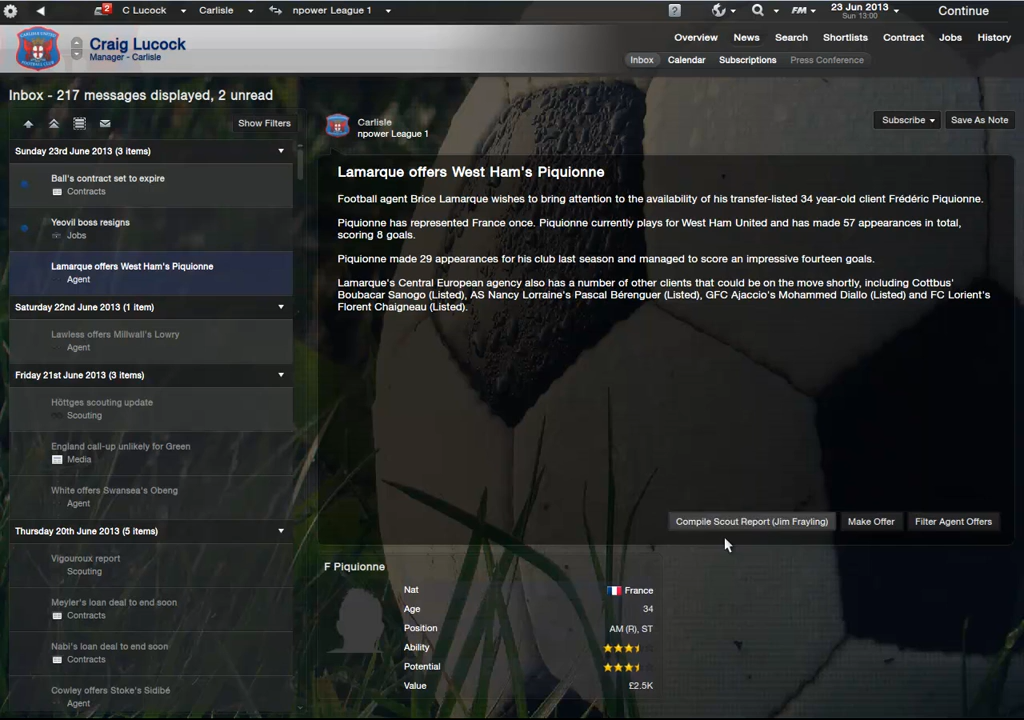 2
C Lucock
Carlisle
npower League 1
?
FM
23 Jun 2013
Sun 13:00
Continue
Craig Lucock
Manager - Carlisle
Overview
News
Search
Shortlists
Contract
Jobs
History
Inbox
Calendar
Subscriptions
Press Conference
Inbox - 217 messages displayed, 2 unread
Show Filters
Sunday 23rd June 2013 (3 items)
Ball's contract set to expire
Contracts
Yeovil boss resigns
Jobs
Lamarque offers West Ham's Piquionne
Agent
Saturday 22nd June 2013 (1 item)
Lawless offers Millwall's Lowry
Agent
Friday 21st June 2013 (3 items)
Höttges scouting update
Scouting
England call-up unlikely for Green
Media
White offers Swansea's Obeng
Agent
Thursday 20th June 2013 (5 items)
Vigouroux report
Scouting
Meyler's loan deal to end soon
Contracts
Nabi's loan deal to end soon
Contracts
Cowley offers Stoke's Sidibé
Agent
Carlisle
npower League 1
Subscribe
Save As Note
Lamarque offers West Ham's Piquionne
Football agent Brice Lamarque wishes to bring attention to the availability of his transfer-listed 34 year-old client Frédéric Piquionne.
Piquionne has represented France once. Piquionne currently plays for West Ham United and has made 57 appearances in total,
scoring 8 goals.
Piquionne made 29 appearances for his club last season and managed to score an impressive fourteen goals.
Lamarque's Central European agency also has a number of other clients that could be on the move shortly, including Cottbus'
Boubacar Sanogo (Listed), AS Nancy Lorraine's Pascal Bérenguer (Listed), GFC Ajaccio's Mohammed Diallo (Listed) and FC Lorient's
Florent Chaigneau (Listed).
Compile Scout Report (Jim Frayling)
Make Offer
Filter Agent Offers
F Piquionne
Nat
France
Age
34
Position
AM (R), ST
Ability
Potential
Value
£2.5K